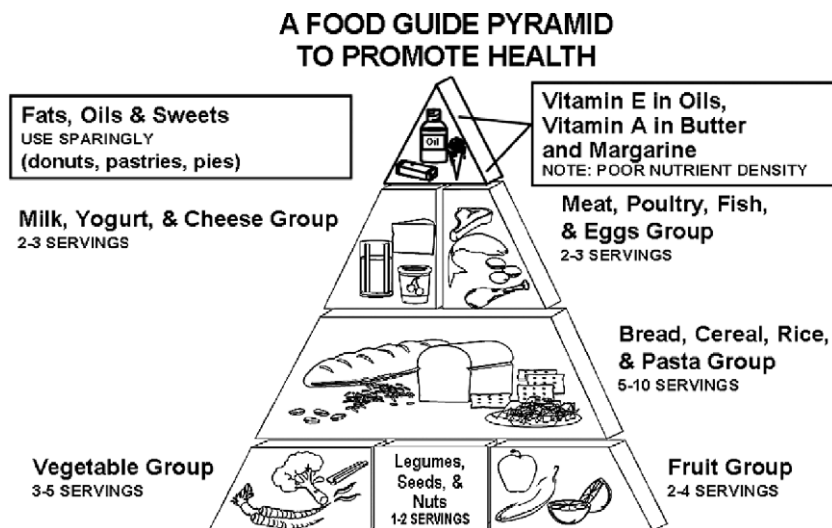 A FOOD GUIDE PYRAMID
TO PROMOTE HEALTH
Fats, Oils & Sweets
USE SPARINGLY
(donuts, pastries, pies)
Oil
Vitamin E in Oils,
Vitamin A in Butter
and Margarine
NOTE: POOR NUTRIENT DENSITY
Milk, Yogurt, & Cheese Group
2-3 SERVINGS
Meat, Poultry, Fish,
& Eggs Group
2-3 SERVINGS
Bread, Cereal, Rice,
& Pasta Group
5-10 SERVINGS
Vegetable Group
3-5 SERVINGS
Legumes,
Seeds, &
Nuts
1-2 SERVINGS
Fruit Group
2-4 SERVINGS